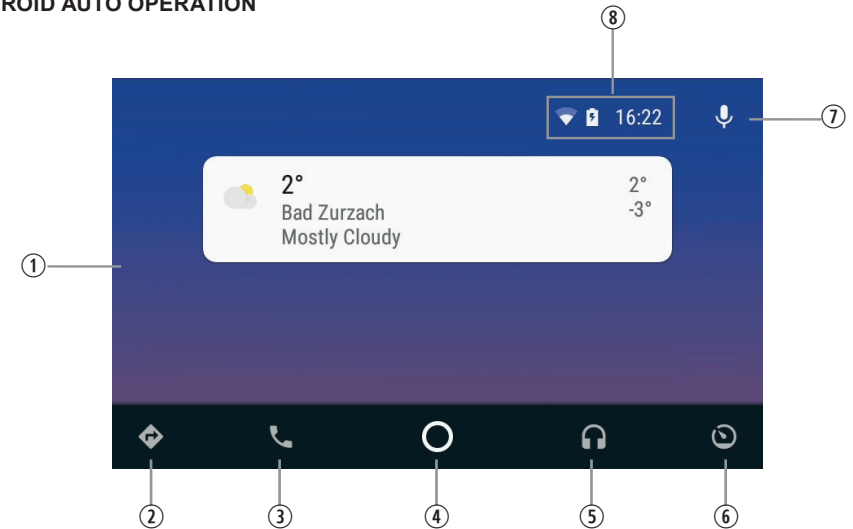 ROID AUTO OPERATION
⑧
16:22
⑦
2°
2°
Bad Zurzach
-3°
Mostly Cloudy
①
② ③ ④ ⑤ ⑥